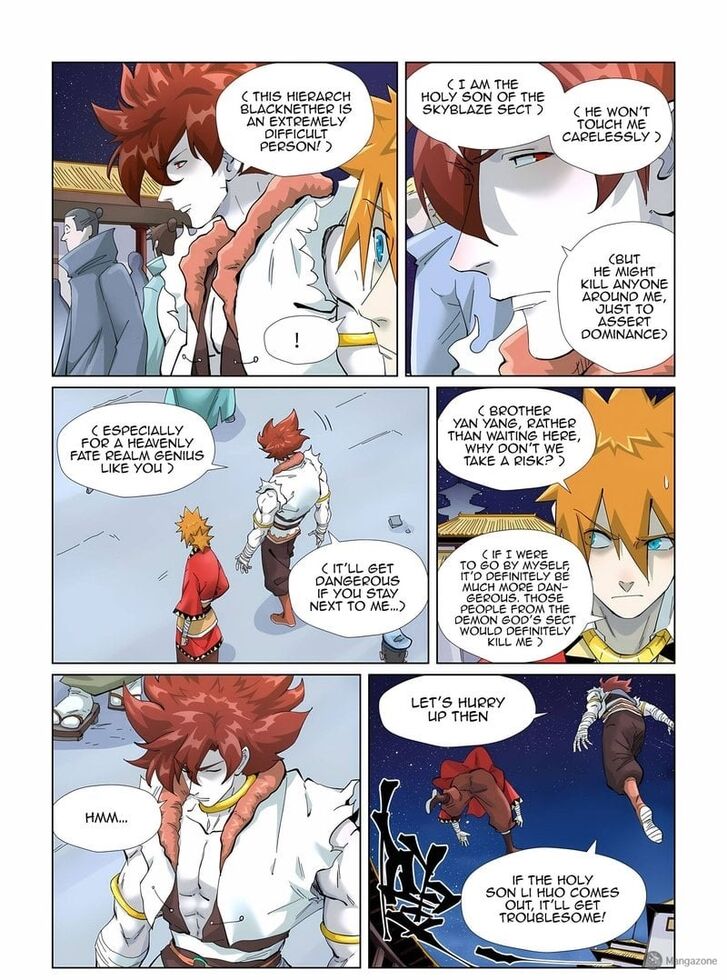 ( THIS HIERARCH
BLACKNETHER IS
AN EXTREMELY
DIFFICULT
PERSON! )
!
( I AM THE
HOLY SON OF THE
SKYBLAZE SECT )
( HE WON'T
TOUCH ME
CARELESSLY )
(BUT
HE MIGHT
KILL ANYONE
AROUND ME,
JUST TO
ASSERT
DOMINANCE)
( ESPECIALLY
FOR A HEAVENLY
FATE REALM GENIUS
LIKE YOU )
( IT'LL GET
DANGEROUS
IF YOU STAY
NEXT TO ME...)
( BROTHER
YAN YANG, RATHER
THAN WAITING HERE,
WHY DON'T WE
TAKE A RISK? )
( IF I WERE
TO GO BY MYSELF,
IT'D DEFINITELY BE
MUCH MORE DAN-
GEROUS. THOSE
PEOPLE FROM THE
DEMON GOD'S SECT
WOULD DEFINITELY
KILL ME )
HMM...
LET'S HURRY
UP THEN
IF THE HOLY
SON LI HUO COMES
OUT, IT'LL GET
TROUBLESOME!
Mangazone